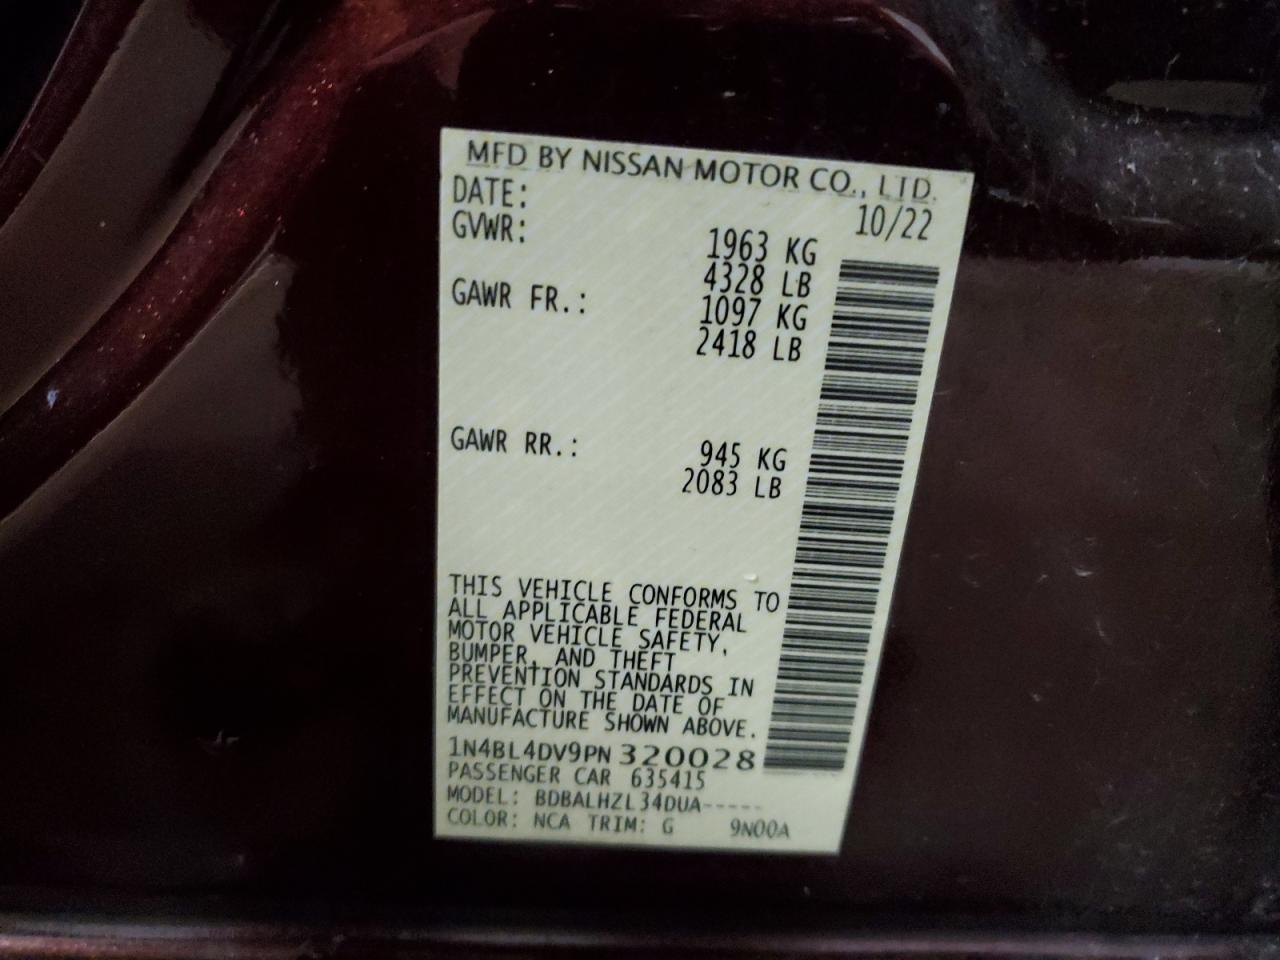 MFD BY NISSAN MOTOR CO., LTD.
DATE: 10/22
GVWR: 1963 KG
4328 LB
GAWR FR.: 1097 KG
2418 LB
GAWR RR.: 945 KG
2083 LB
THIS VEHICLE CONFORMS TO
ALL APPLICABLE FEDERAL
MOTOR VEHICLE SAFETY,
BUMPER, AND THEFT
PREVENTION STANDARDS IN
EFFECT ON THE DATE OF
MANUFACTURE SHOWN ABOVE.
1N4BL4DV9PN 320028
PASSENGER CAR 635415
MODEL: BDBALHZL34DUA-----
COLOR: NCA TRIM: G 9N00A